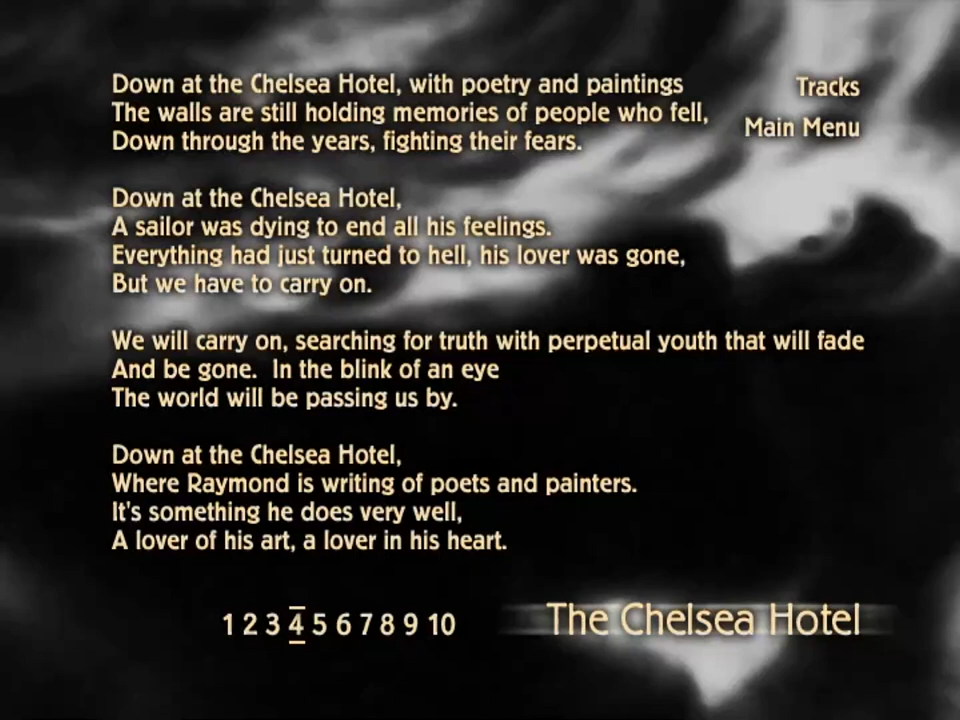 Down at the Chelsea Hotel, with poetry and paintings
The walls are still holding memories of people who fell,
Down through the years, fighting their fears.
Tracks
Main Menu
Down at the Chelsea Hotel,
A sailor was dying to end all his feelings.
Everything had just turned to hell, his lover was gone,
But we have to carry on.
We will carry on, searching for truth with perpetual youth that will fade
And be gone.  In the blink of an eye
The world will be passing us by.
Down at the Chelsea Hotel,
Where Raymond is writing of poets and painters.
It's something he does very well,
A lover of his art, a lover in his heart.
1 2 3 4 5 6 7 8 9 10
The Chelsea Hotel